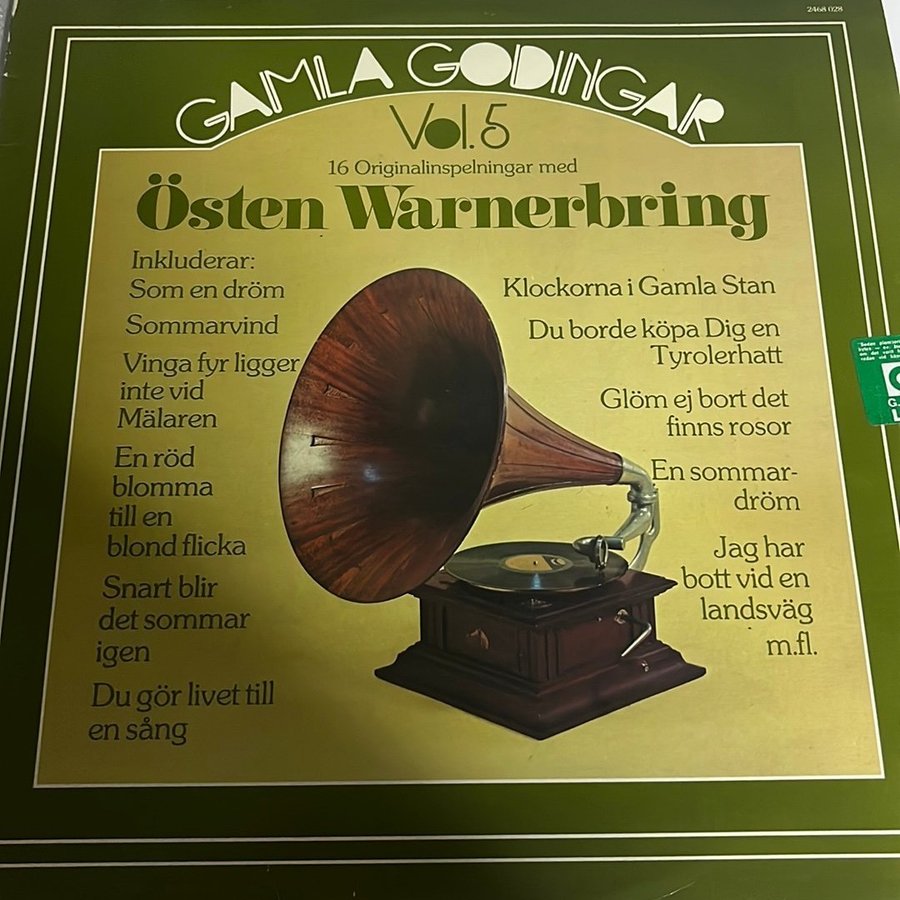 2468 028
GAMLA GODINGAR
Vol. 5
16 Originalinspelningar med
Östen Warnerbring
Inkluderar:
Som en dröm
Sommarvind
Vinga fyr ligger
inte vid
Mälaren
En röd
blomma
till en
blond flicka
Snart blir
det sommar
igen
Du gör livet till
en sång
Klockorna i Gamla Stan
Du borde köpa Dig en
Tyrolerhatt
Glöm ej bort det
finns rosor
En sommar-
dröm
Jag har
bott vid en
landsväg
m.fl.